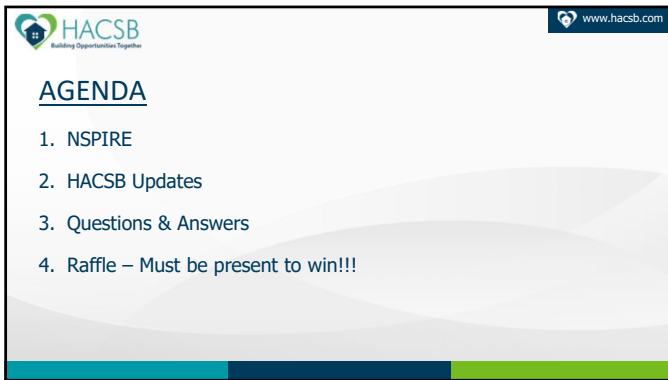 HACSB
Building Opportunities Together
www.hacsb.com
AGENDA
1. NSPIRE
2. HACSB Updates
3. Questions & Answers
4. Raffle – Must be present to win!!!